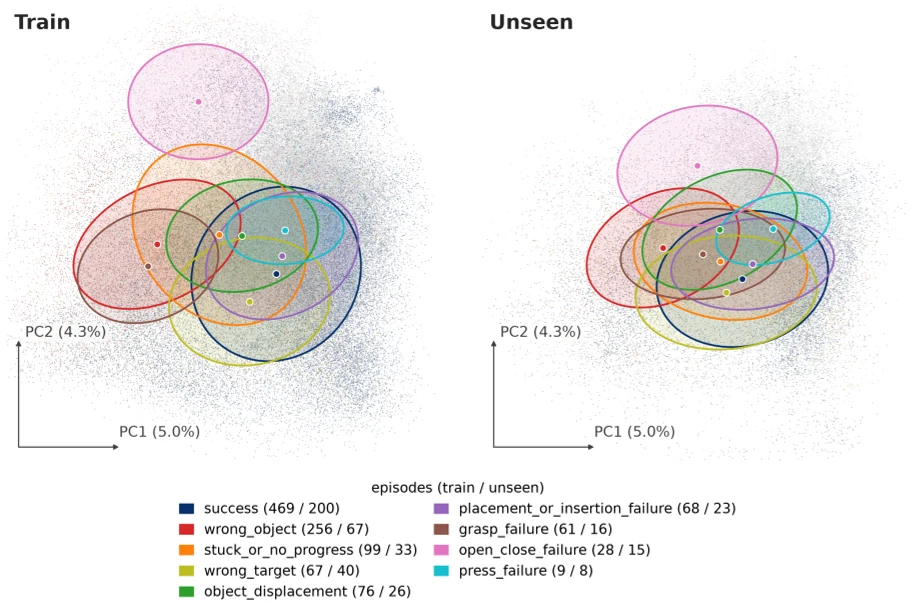 Train
Unseen
PC2 (4.3%)
PC1 (5.0%)
PC2 (4.3%)
PC1 (5.0%)
episodes (train / unseen)
success (469 / 200)
wrong_object (256 / 67)
stuck_or_no_progress (99 / 33)
wrong_target (67 / 40)
object_displacement (76 / 26)
placement_or_insertion_failure (68 / 23)
grasp_failure (61 / 16)
open_close_failure (28 / 15)
press_failure (9 / 8)